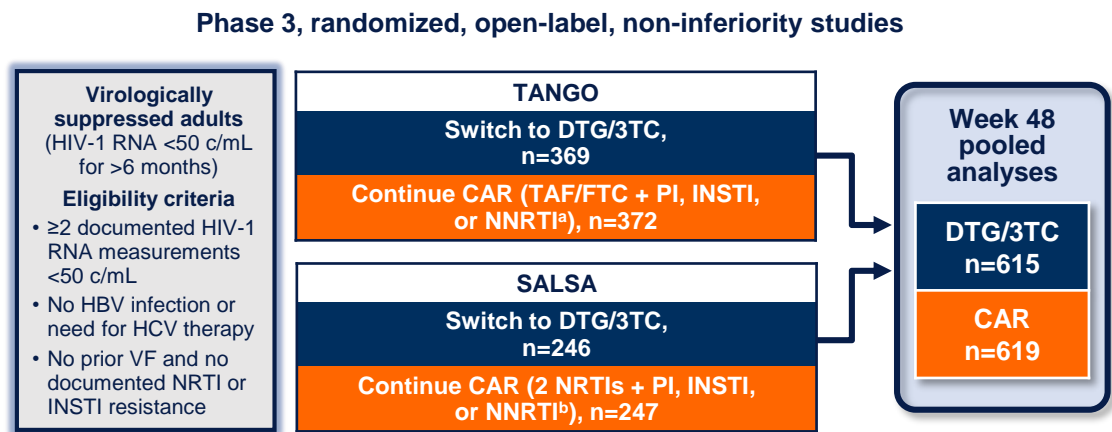 Phase 3, randomized, open-label, non-inferiority studies
Virologically
suppressed adults
(HIV-1 RNA <50 c/mL
for >6 months)
Eligibility criteria
• ≥2 documented HIV-1
RNA measurements
<50 c/mL
• No HBV infection or
need for HCV therapy
• No prior VF and no
documented NRTI or
INSTI resistance
TANGO
Switch to DTG/3TC,
n=369
Continue CAR (TAF/FTC + PI, INSTI,
or NNRTIᵃ), n=372
SALSA
Switch to DTG/3TC,
n=246
Continue CAR (2 NRTIs + PI, INSTI,
or NNRTIᵇ), n=247
Week 48
pooled
analyses
DTG/3TC
n=615
CAR
n=619